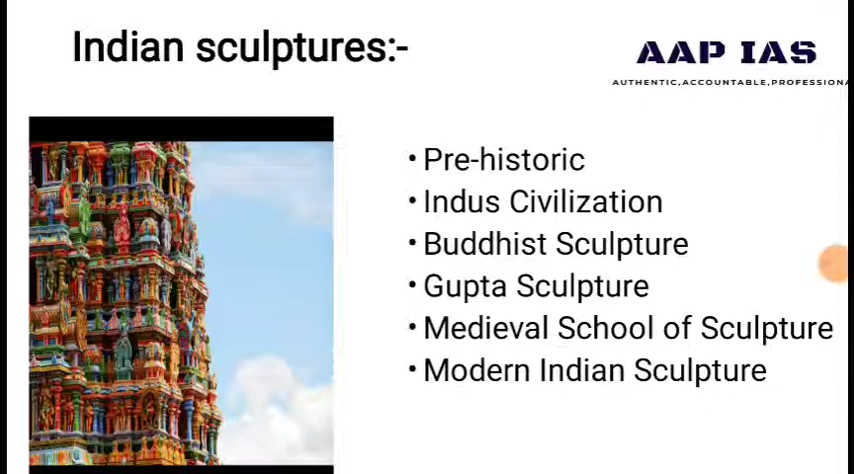 Indian sculptures:-
AAP IAS
AUTHENTIC,ACCOUNTABLE,PROFESSIONA
• Pre-historic
• Indus Civilization
• Buddhist Sculpture
• Gupta Sculpture
• Medieval School of Sculpture
• Modern Indian Sculpture